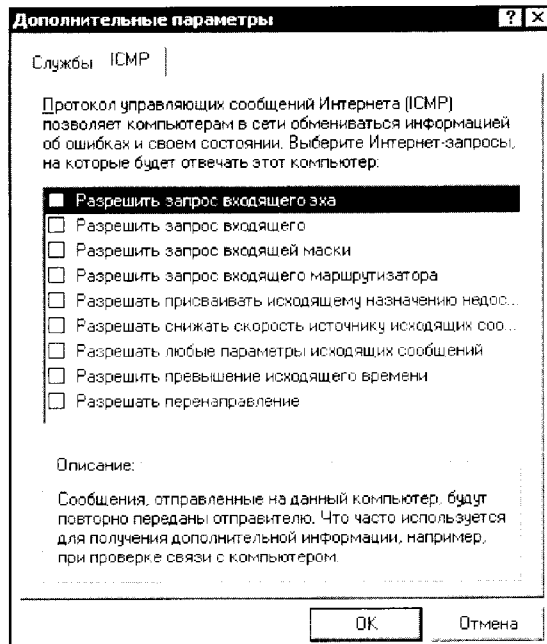 Дополнительные параметры
Службы ICMP
Протокол управляющих сообщений Интернета (ICMP)
позволяет компьютерам в сети обмениваться информацией
об ошибках и своем состоянии. Выберите Интернет-запросы,
на которые будет отвечать этот компьютер:
Разрешить запрос входящего эха
Разрешить запрос входящего
Разрешить запрос входящей маски
Разрешить запрос входящего маршрутизатора
Разрешать присваивать исходящему назначению недос...
Разрешать снижать скорость источнику исходящих соо...
Разрешать любые параметры исходящих сообщений
Разрешить превышение исходящего времени
Разрешать перенаправление
Описание:
Сообщения, отправленные на данный компьютер, будут
повторно переданы отправителю. Что часто используется
для получения дополнительной информации, например,
при проверке связи с компьютером.
ОК Отмена